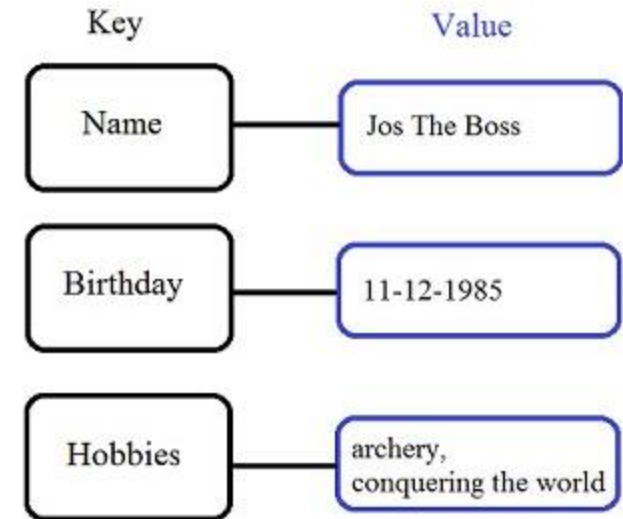 Key Value
Name Jos The Boss
Birthday 11-12-1985
Hobbies archery,
conquering the world